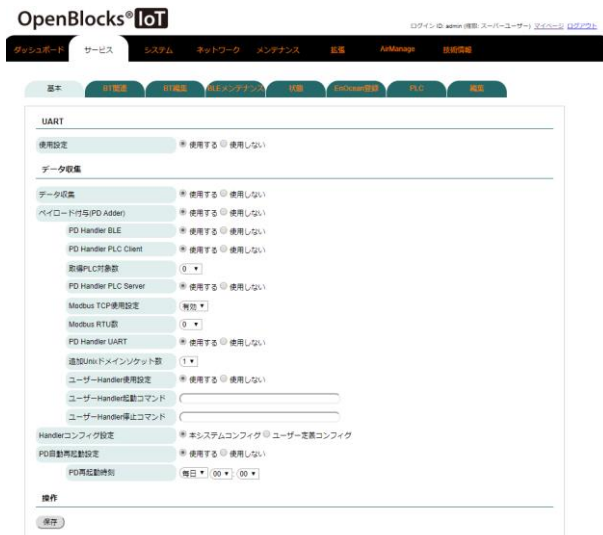 OpenBlocks® IoT
ログイン ID: admin (権限: スーパーユーザー) マイページ ログアウト
ダッシュボード サービス システム ネットワーク メンテナンス 拡張 AirManage 技術情報
基本 BT関連 BT編集 BLEメンテナンス 状態 EnOcean登録 PLC 編集
UART
使用設定 使用する 使用しない
データ収集
データ収集 使用する 使用しない
ペイロード付与(PD Adder) 使用する 使用しない
PD Handler BLE 使用する 使用しない
PD Handler PLC Client 使用する 使用しない
取得PLC対象数 0
PD Handler PLC Server 使用する 使用しない
Modbus TCP使用設定 有効
Modbus RTU数 0
PD Handler UART 使用する 使用しない
追加Unixドメインソケット数 1
ユーザーHandler使用設定 使用する 使用しない
ユーザーHandler起動コマンド
ユーザーHandler停止コマンド
Handlerコンフィグ設定 本システムコンフィグ ユーザー定義コンフィグ
PD自動再起動設定 使用する 使用しない
PD再起動時刻 毎日 00 : 00
操作
保存